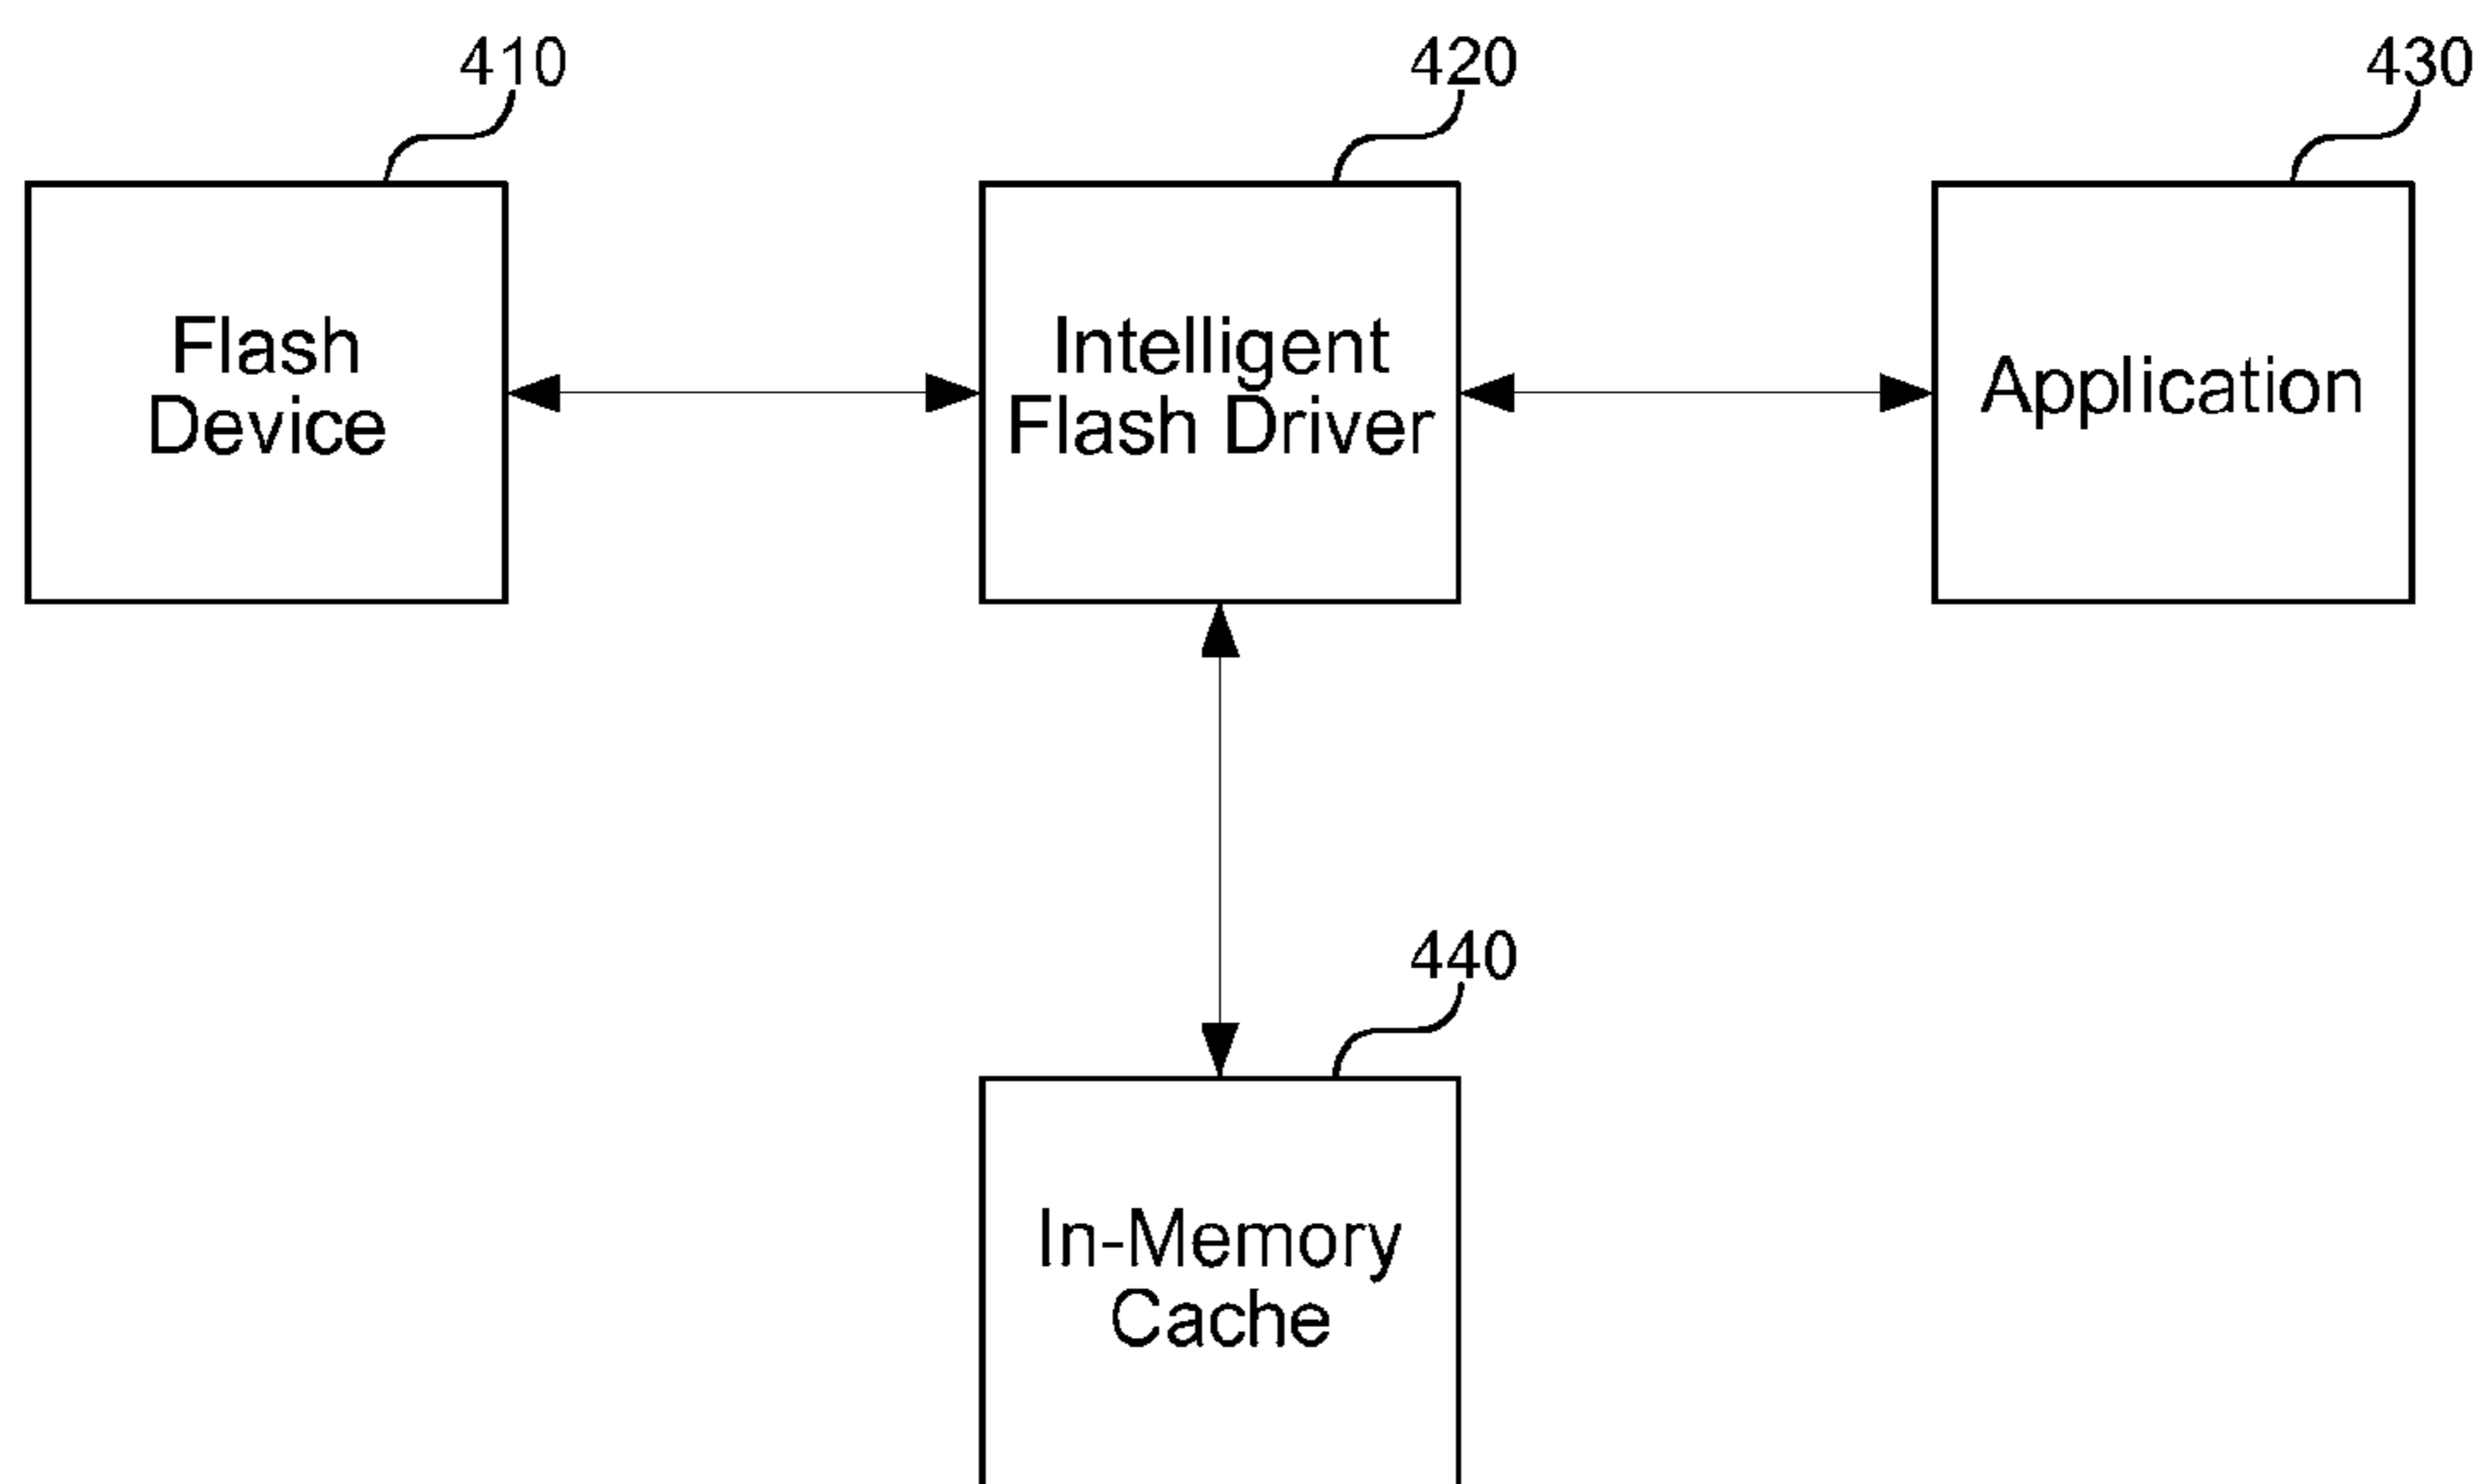 410
420
430
Flash
Device
Intelligent
Flash Driver
Application
440
In-Memory
Cache